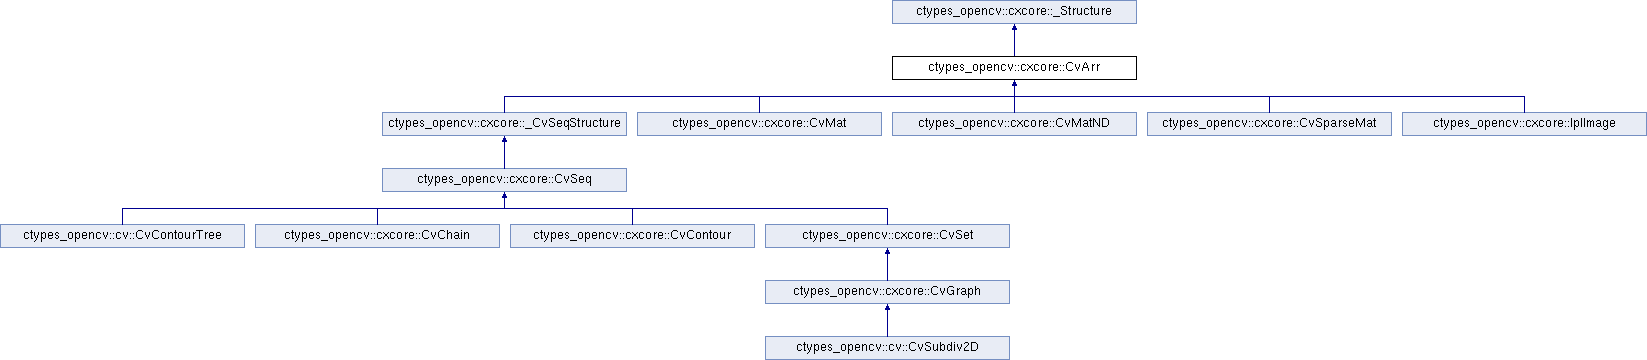 ctypes_opencv::cxcore::_Structure
ctypes_opencv::cxcore::CvArr
ctypes_opencv::cxcore::_CvSeqStructure
ctypes_opencv::cxcore::CvMat
ctypes_opencv::cxcore::CvMatND
ctypes_opencv::cxcore::CvSparseMat
ctypes_opencv::cxcore::IplImage
ctypes_opencv::cxcore::CvSeq
ctypes_opencv::cv::CvContourTree
ctypes_opencv::cxcore::CvChain
ctypes_opencv::cxcore::CvContour
ctypes_opencv::cxcore::CvSet
ctypes_opencv::cxcore::CvGraph
ctypes_opencv::cv::CvSubdiv2D